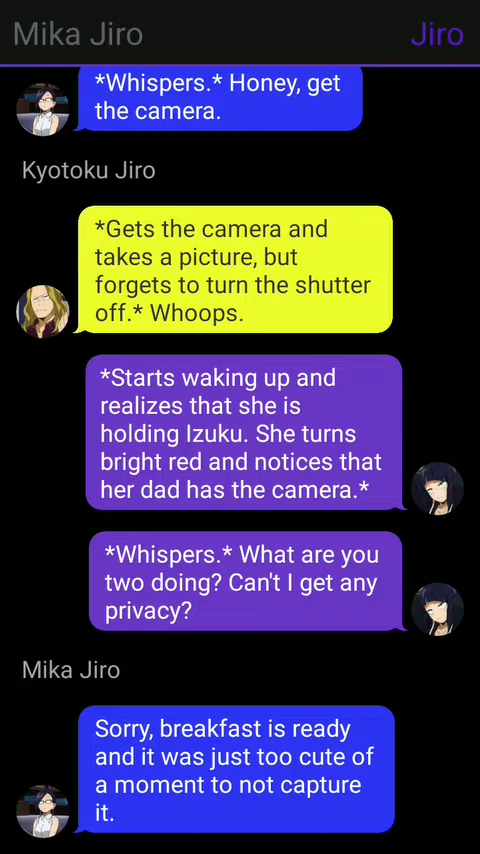 Mika Jiro
Jiro
*Whispers.* Honey, get
the camera.
Kyotoku Jiro
*Gets the camera and
takes a picture, but
forgets to turn the shutter
off.* Whoops.
*Starts waking up and
realizes that she is
holding Izuku. She turns
bright red and notices that
her dad has the camera.*
*Whispers.* What are you
two doing? Can't I get any
privacy?
Mika Jiro
Sorry, breakfast is ready
and it was just too cute of
a moment to not capture
it.